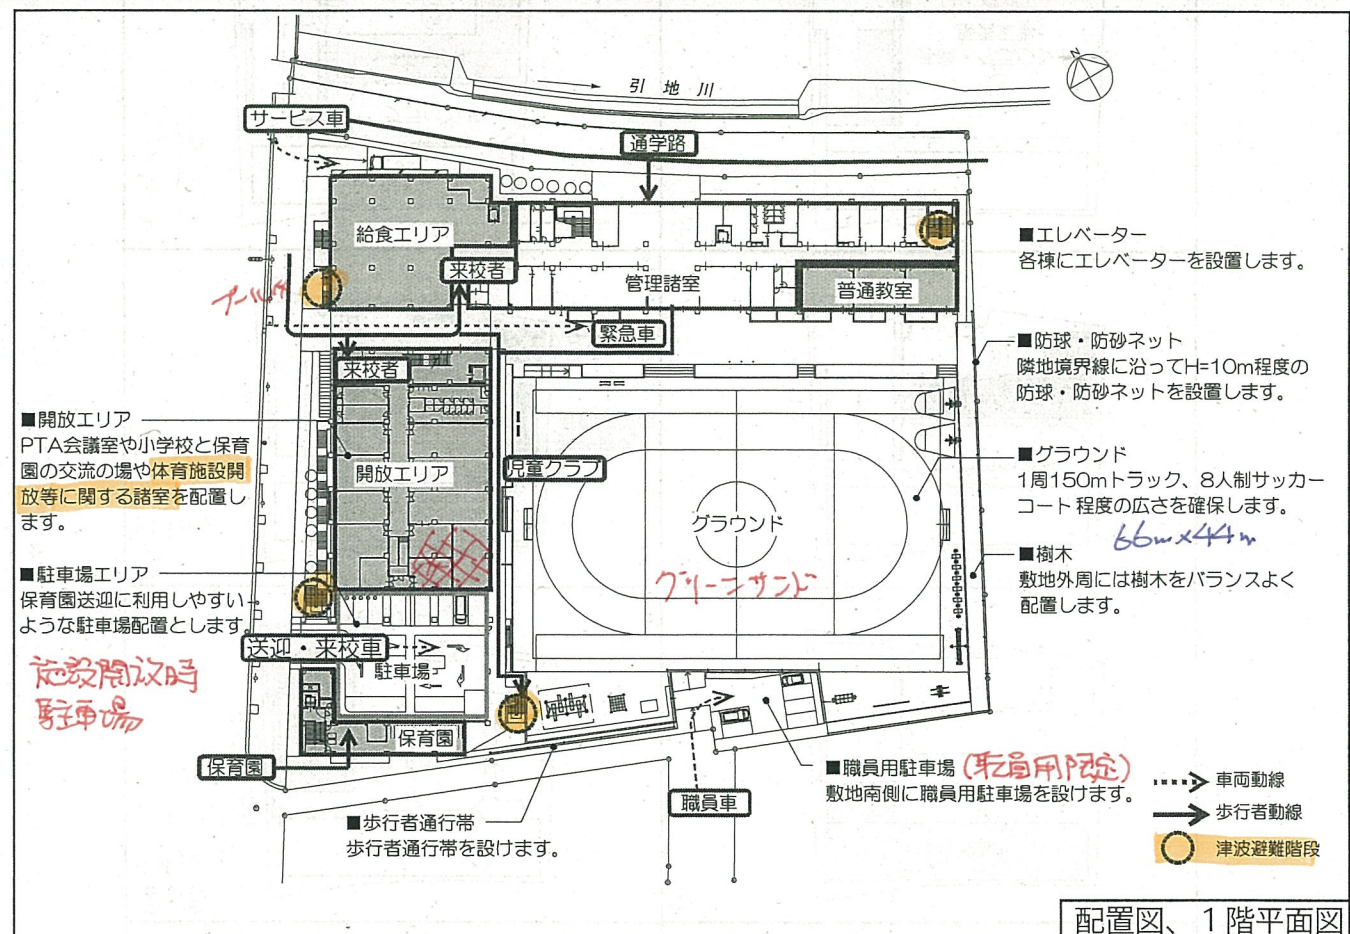 引地川
N
サービス車
通学路
給食エリア
来校者
管理諸室
普通教室
緊急車
来校者
開放エリア
児童クラブ
グラウンド
グリーンサンド
送迎・来校車
駐車場
保育園
保育園
職員車
■エレベーター
各棟にエレベーターを設置します。
■防球・防砂ネット
隣地境界線に沿ってH=10m程度の
防球・防砂ネットを設置します。
■グラウンド
1周150mトラック、8人制サッカー
コート程度の広さを確保します。
66m×44m
■樹木
敷地外周には樹木をバランスよく
配置します。
■開放エリア
PTA会議室や小学校と保育
園の交流の場や体育施設開
放等に関する諸室を配置し
ます。
■駐車場エリア
保育園送迎に利用しやすい
ような駐車場配置とします。
施設開放時
駐車場
■歩行者通行帯
歩行者通行帯を設けます。
■職員用駐車場(職員用限定)
敷地南側に職員用駐車場を設けます。
車両動線
歩行者動線
津波避難階段
配置図、1階平面図